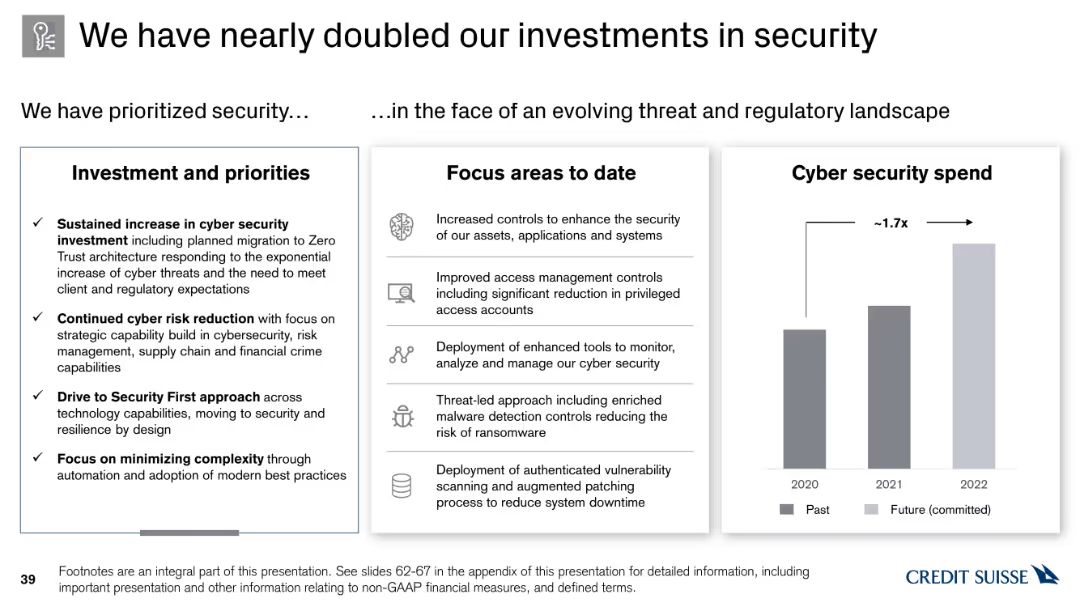 We have nearly doubled our investments in security
We have prioritized security…
…in the face of an evolving threat and regulatory landscape
Investment and priorities
✓ Sustained increase in cyber security
investment including planned migration to Zero
Trust architecture responding to the exponential
increase of cyber threats and the need to meet
client and regulatory expectations
✓ Continued cyber risk reduction with focus on
strategic capability build in cybersecurity, risk
management, supply chain and financial crime
capabilities
✓ Drive to Security First approach across
technology capabilities, moving to security and
resilience by design
✓ Focus on minimizing complexity through
automation and adoption of modern best practices
Focus areas to date
Increased controls to enhance the security
of our assets, applications and systems
Improved access management controls
including significant reduction in privileged
access accounts
Deployment of enhanced tools to monitor,
analyze and manage our cyber security
Threat-led approach including enriched
malware detection controls reducing the
risk of ransomware
Deployment of authenticated vulnerability
scanning and augmented patching
process to reduce system downtime
Cyber security spend
~1.7x
2020 2021 2022
Past Future (committed)
39
Footnotes are an integral part of this presentation. See slides 62-67 in the appendix of this presentation for detailed information, including
important presentation and other information relating to non-GAAP financial measures, and defined terms.
CREDIT SUISSE